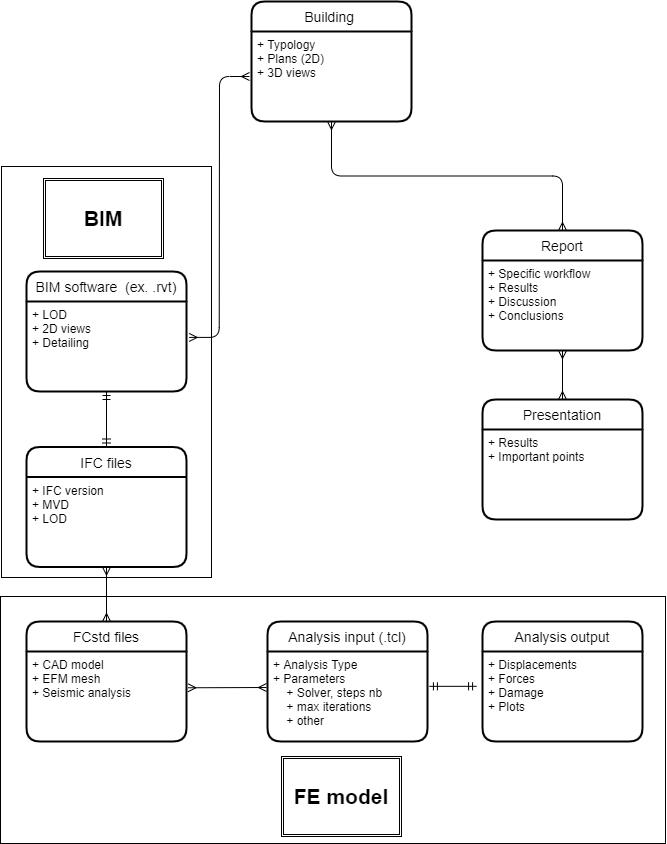 Building
+ Typology
+ Plans (2D)
+ 3D views
BIM
BIM software  (ex. .rvt)
+ LOD
+ 2D views
+ Detailing
Report
+ Specific workflow
+ Results
+ Discussion
+ Conclusions
IFC files
+ IFC version
+ MVD
+ LOD
Presentation
+ Results
+ Important points
FCstd files
+ CAD model
+ EFM mesh
+ Seismic analysis
Analysis input (.tcl)
+ Analysis Type
+ Parameters
+ Solver, steps nb
+ max iterations
+ other
Analysis output
+ Displacements
+ Forces
+ Damage
+ Plots
FE model